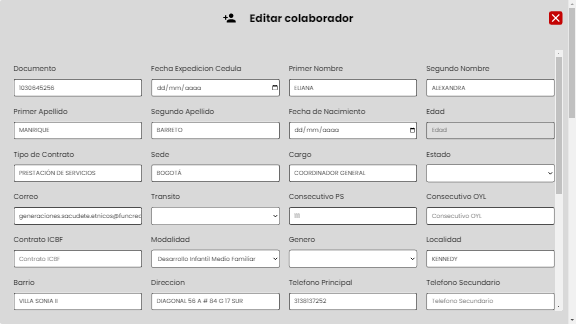 Editar colaborador
Documento Fecha Expedicion Cedula Primer Nombre Segundo Nombre
1030645256 dd/mm/aaaa ELIANA ALEXANDRA
Primer Apellido Segundo Apellido Fecha de Nacimiento Edad
MANRIQUE BARRETO dd/mm/aaaa Edad
Tipo de Contrato Sede Cargo Estado
PRESTACIÓN DE SERVICIOS BOGOTÁ COORDINADOR GENERAL
Correo Transito Consecutivo PS Consecutivo OYL
generaciones.sacudete.etnicos@funcrec Consecutivo OYL
Contrato ICBF Modalidad Genero Localidad
Contrato ICBF Desarrollo Infantil Medio Familiar KENNEDY
Barrio Direccion Telefono Principal Telefono Secundario
VILLA SONIA II DIAGONAL 56 A # 84 G 17 SUR 3138137252 Telefono Secundario